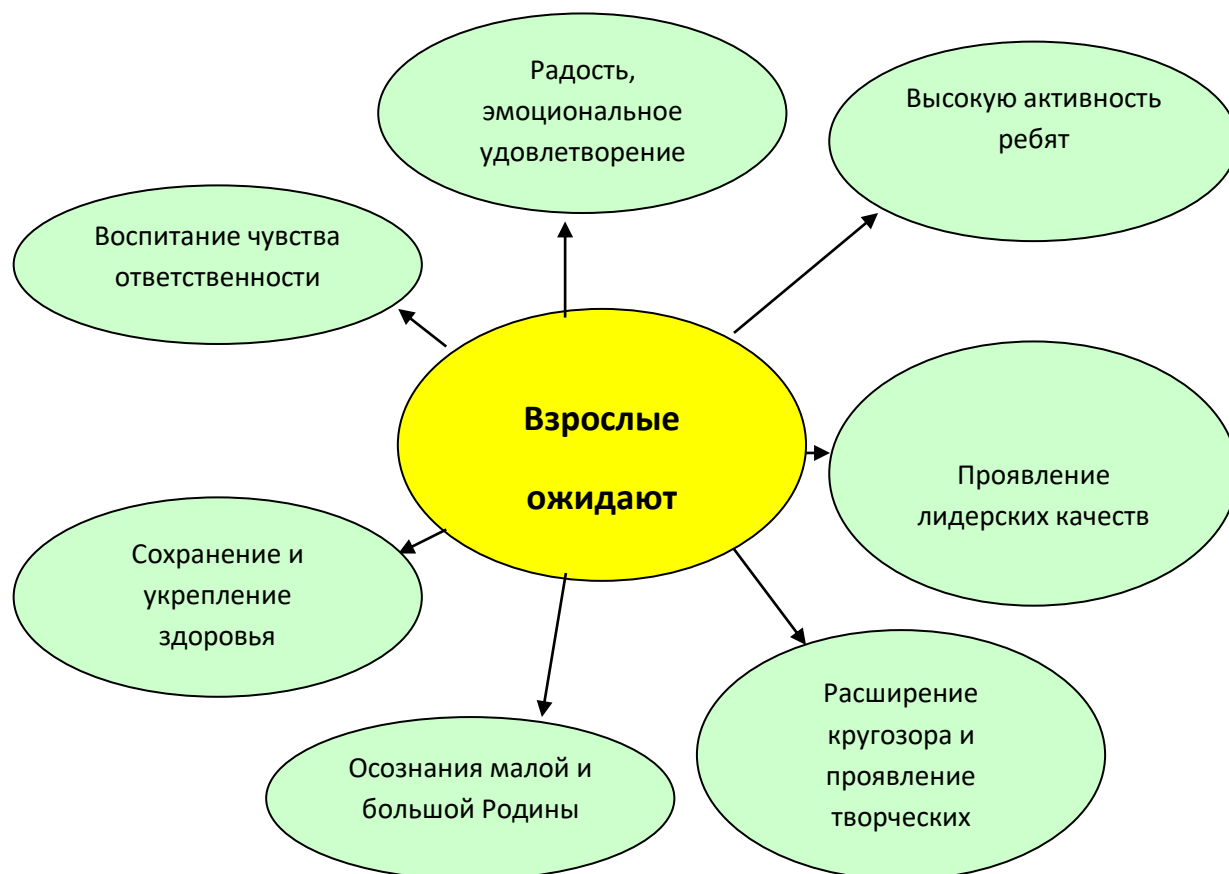 Радость,
эмоциональное
удовлетворение
Высокую активность
ребят
Воспитание чувства
ответственности
Взрослые
ожидают
Проявление
лидерских качеств
Сохранение и
укрепление
здоровья
Расширение
кругозора и
проявление
творческих
Осознания малой и
большой Родины